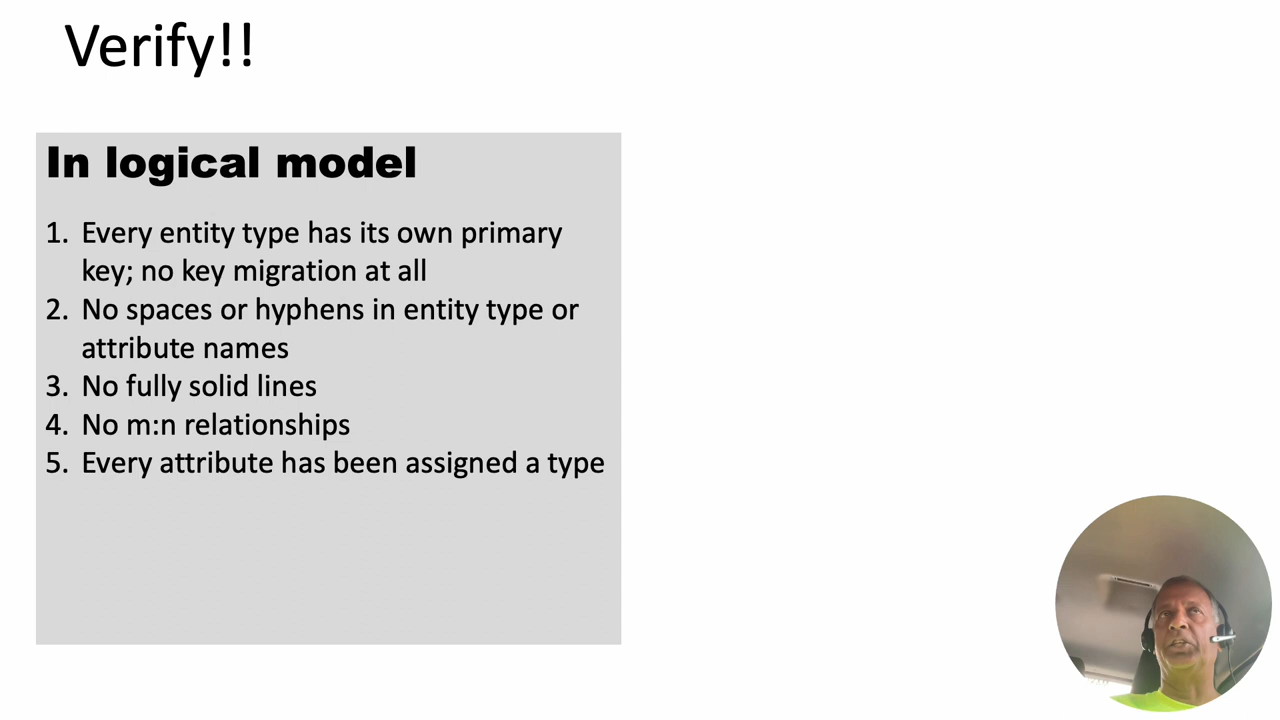 Verify!!
In logical model
1. Every entity type has its own primary
key; no key migration at all
2. No spaces or hyphens in entity type or
attribute names
3. No fully solid lines
4. No m:n relationships
5. Every attribute has been assigned a type